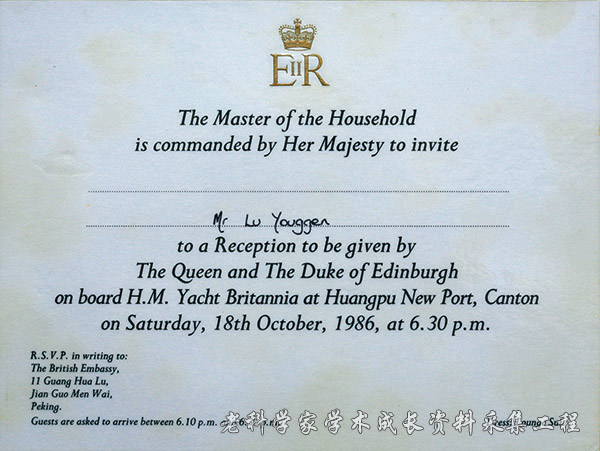 EIIR
The Master of the Household
is commanded by Her Majesty to invite
Mr Lu Youggen
to a Reception to be given by
The Queen and The Duke of Edinburgh
on board H.M. Yacht Britannia at Huangpu New Port, Canton
on Saturday, 18th October, 1986, at 6.30 p.m.
R.S.V.P. in writing to:
The British Embassy,
11 Guang Hua Lu,
Jian Guo Men Wai,
Peking.
Guests are asked to arrive between 6.10 p.m.
老科学家学术成长资料采集工程